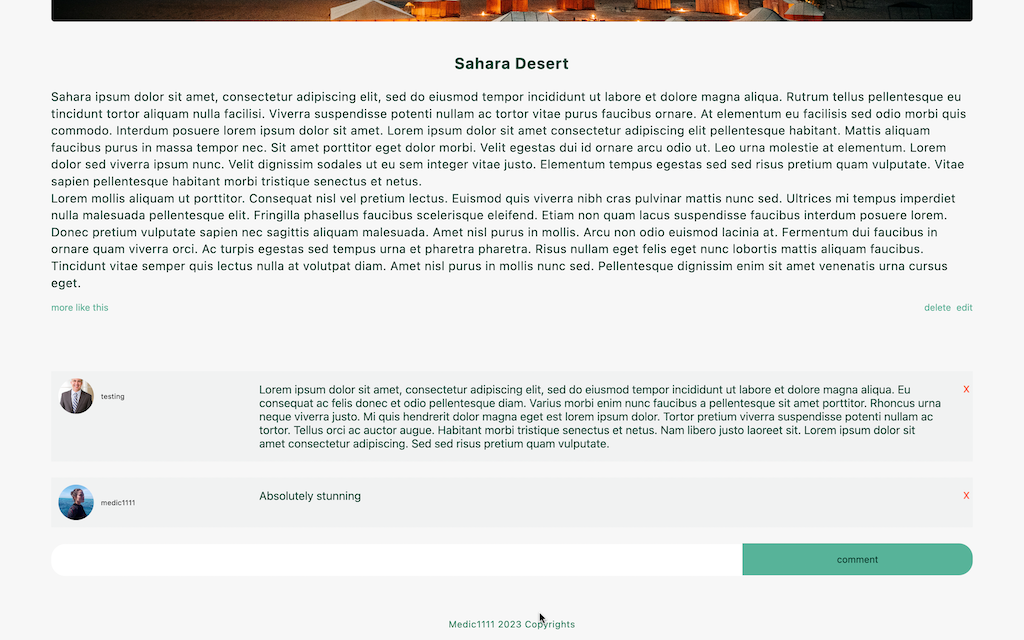 Sahara Desert
Sahara ipsum dolor sit amet, consectetur adipiscing elit, sed do eiusmod tempor incididunt ut labore et dolore magna aliqua. Rutrum tellus pellentesque eu
tincidunt tortor aliquam nulla facilisi. Viverra suspendisse potenti nullam ac tortor vitae purus faucibus ornare. At elementum eu facilisis sed odio morbi quis
commodo. Interdum posuere lorem ipsum dolor sit amet. Lorem ipsum dolor sit amet consectetur adipiscing elit pellentesque habitant. Mattis aliquam
faucibus purus in massa tempor nec. Sit amet porttitor eget dolor morbi. Velit egestas dui id ornare arcu odio ut. Leo urna molestie at elementum. Lorem
dolor sed viverra ipsum nunc. Velit dignissim sodales ut eu sem integer vitae justo. Elementum tempus egestas sed sed risus pretium quam vulputate. Vitae
sapien pellentesque habitant morbi tristique senectus et netus.
Lorem mollis aliquam ut porttitor. Consequat nisl vel pretium lectus. Euismod quis viverra nibh cras pulvinar mattis nunc sed. Ultrices mi tempus imperdiet
nulla malesuada pellentesque elit. Fringilla phasellus faucibus scelerisque eleifend. Etiam non quam lacus suspendisse faucibus interdum posuere lorem.
Donec pretium vulputate sapien nec sagittis aliquam malesuada. Amet nisl purus in mollis. Arcu non odio euismod lacinia at. Fermentum dui faucibus in
ornare quam viverra orci. Ac turpis egestas sed tempus urna et pharetra pharetra. Risus nullam eget felis eget nunc lobortis mattis aliquam faucibus.
Tincidunt vitae semper quis lectus nulla at volutpat diam. Amet nisl purus in mollis nunc sed. Pellentesque dignissim enim sit amet venenatis urna cursus
eget.
more like this
delete edit
testing
Lorem ipsum dolor sit amet, consectetur adipiscing elit, sed do eiusmod tempor incididunt ut labore et dolore magna aliqua. Eu
consequat ac felis donec et odio pellentesque diam. Varius morbi enim nunc faucibus a pellentesque sit amet porttitor. Rhoncus urna
neque viverra justo. Mi quis hendrerit dolor magna eget est lorem ipsum dolor. Tortor pretium viverra suspendisse potenti nullam ac
tortor. Tellus orci ac auctor augue. Habitant morbi tristique senectus et netus. Nam libero justo laoreet sit. Lorem ipsum dolor sit
amet consectetur adipiscing. Sed sed risus pretium quam vulputate.
X
medic1111
Absolutely stunning
X
comment
Medic1111 2023 Copyrights